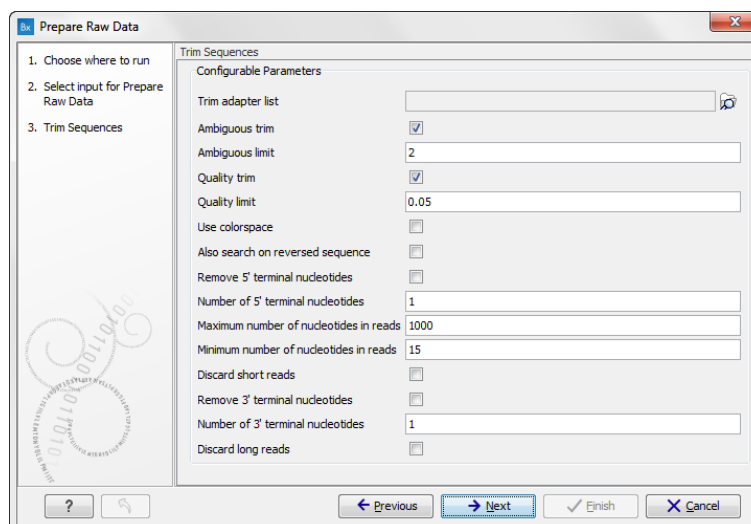 Bx Prepare Raw Data
1. Choose where to run
2. Select input for Prepare
Raw Data
3. Trim Sequences
Trim Sequences
Configurable Parameters
Trim adapter list
Ambiguous trim
Ambiguous limit 2
Quality trim
Quality limit 0.05
Use colorspace
Also search on reversed sequence
Remove 5' terminal nucleotides
Number of 5' terminal nucleotides 1
Maximum number of nucleotides in reads 1000
Minimum number of nucleotides in reads 15
Discard short reads
Remove 3' terminal nucleotides
Number of 3' terminal nucleotides 1
Discard long reads
? Previous Next Finish Cancel